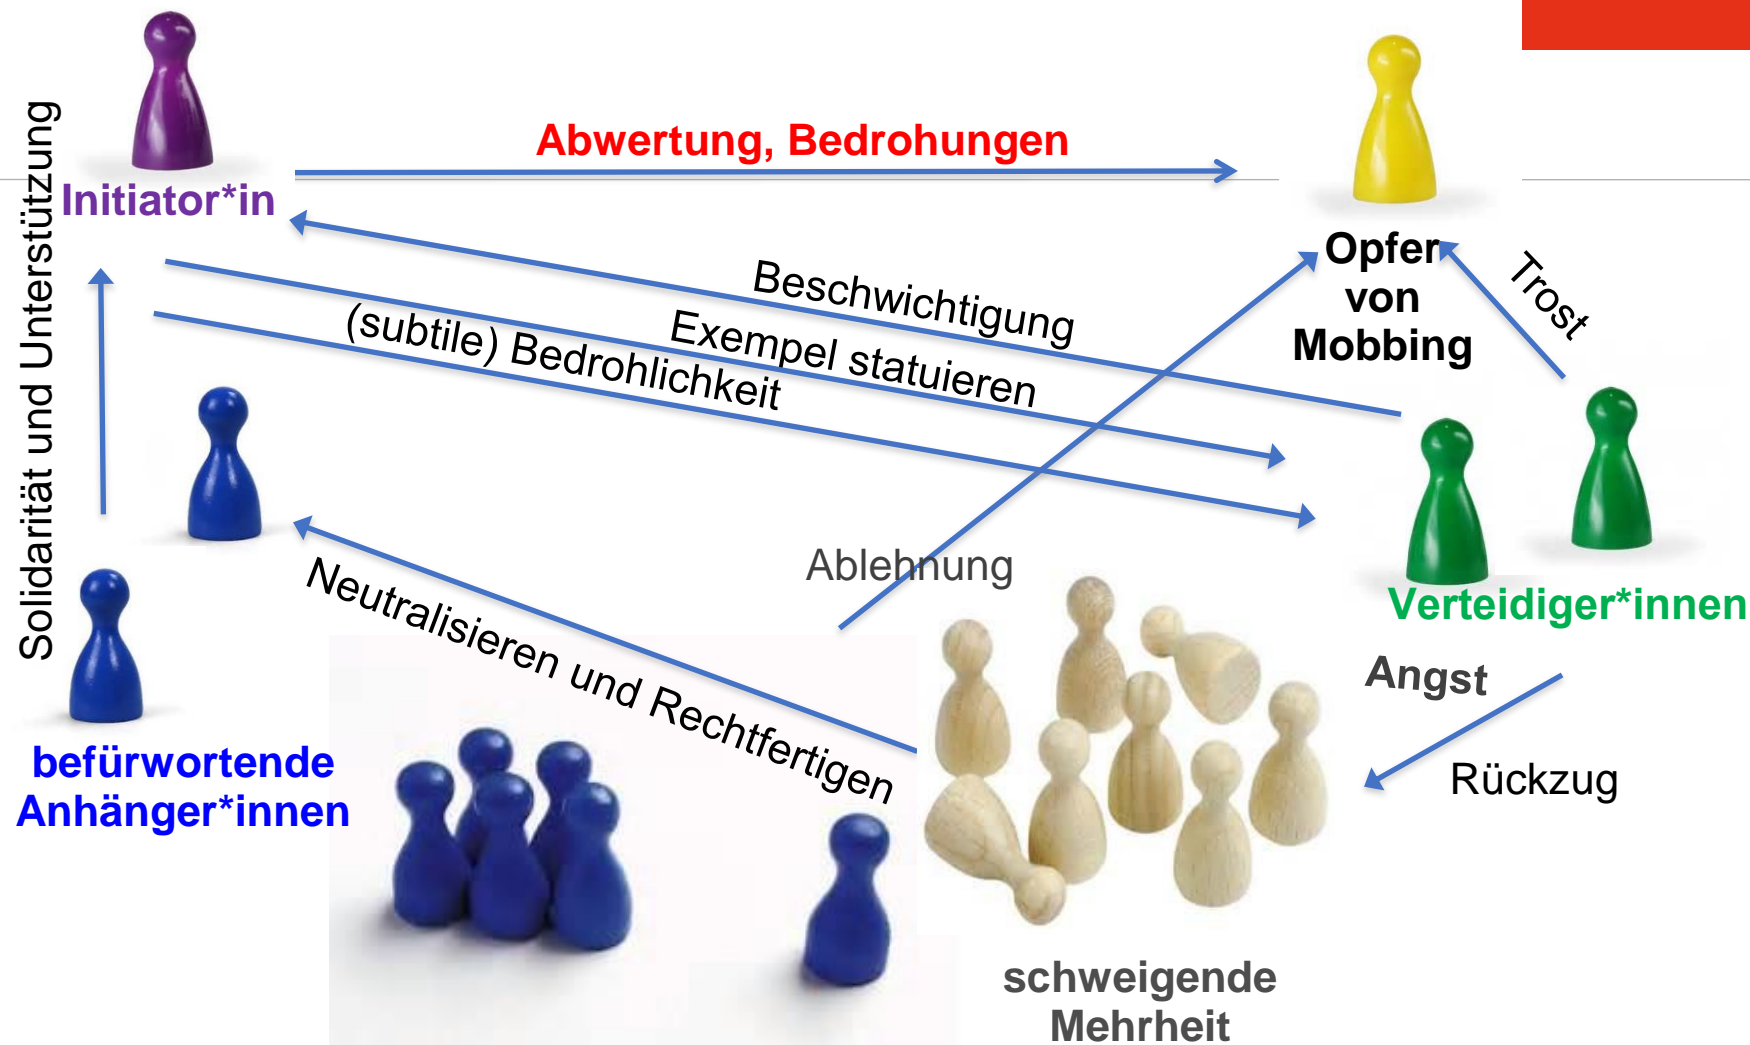 Abwertung, Bedrohungen
Solidarität und Unterstützung
Initiator*in
Opfer
von
Mobbing
Trost
Beschwichtigung
Exempel statuieren
(subtile) Bedrohlichkeit
Ablehnung
Neutralisieren und Rechtfertigen
Verteidiger*innen
Angst
Rückzug
befürwortende
Anhänger*innen
schweigende
Mehrheit